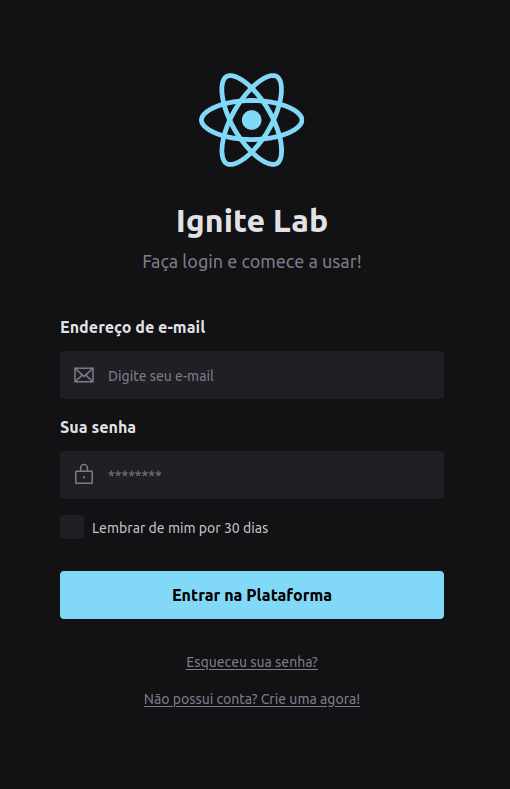 Ignite Lab
Faça login e comece a usar!
Endereço de e-mail
Digite seu e-mail
Sua senha
********
Lembrar de mim por 30 dias
Entrar na Plataforma
Esqueceu sua senha?
Não possui conta? Crie uma agora!